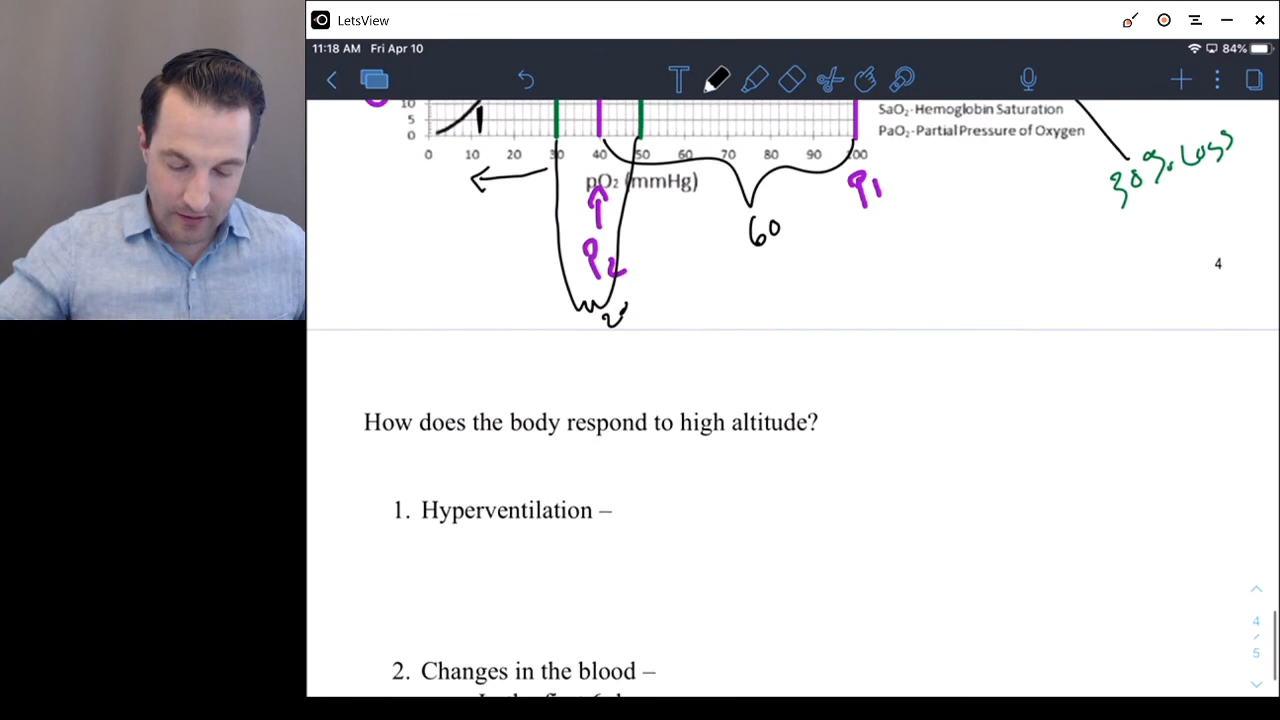 LetsView
11:18 AM Fri Apr 10
84%
T
10
5
0
0 10 20 30 40 50 60 70 80 90 100
pO₂ (mmHg)
SaO₂-Hemoglobin Saturation
PaO₂-Partial Pressure of Oxygen
30% Loss
P1
60
P2
4
How does the body respond to high altitude?
1. Hyperventilation –
2. Changes in the blood –
4
5